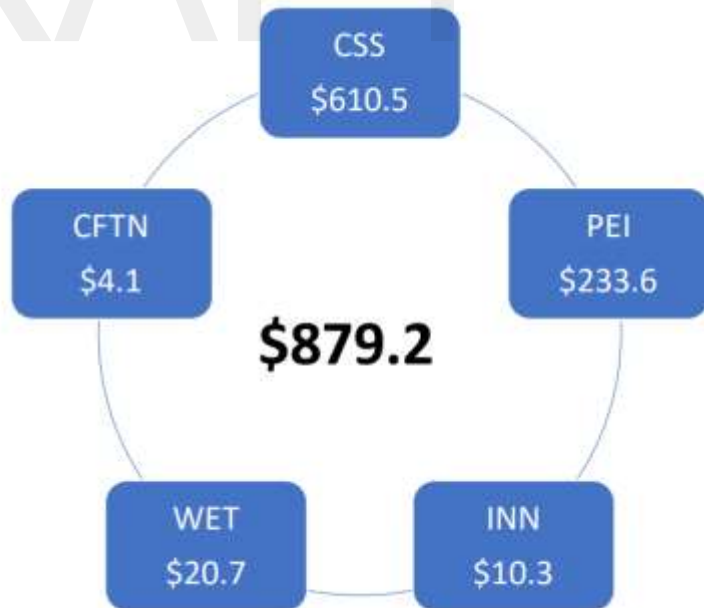 CSS
$610.5
CFTN
$4.1
PEI
$233.6
$879.2
WET
$20.7
INN
$10.3